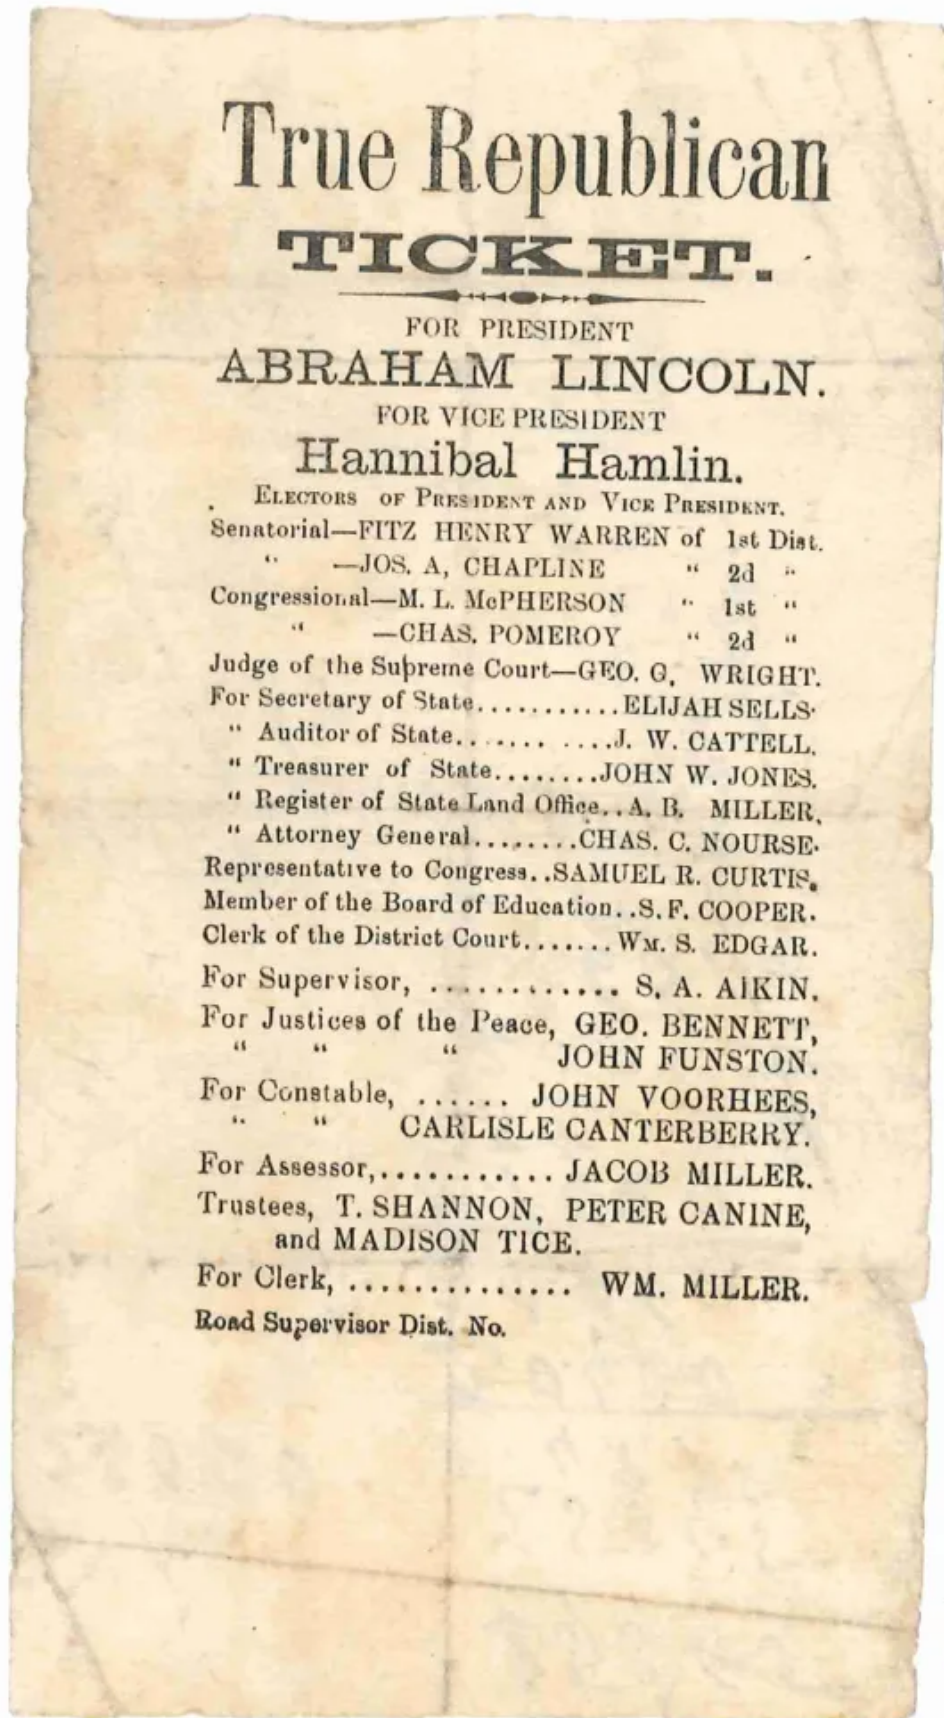 True Republican
TICKET.
FOR PRESIDENT
ABRAHAM LINCOLN.
FOR VICE PRESIDENT
Hannibal Hamlin.
ELECTORS OF PRESIDENT AND VICE PRESIDENT.
Senatorial—FITZ HENRY WARREN of 1st Dist.
" —JOS. A, CHAPLINE " 2d "
Congressional—M. L. McPHERSON " 1st "
" —CHAS. POMEROY " 2d "
Judge of the Supreme Court—GEO. G. WRIGHT.
For Secretary of State...........ELIJAH SELLS.
" Auditor of State....... ....J. W. CATTELL.
" Treasurer of State........JOHN W. JONES.
" Register of State Land Office..A. B. MILLER.
" Attorney General........CHAS. C. NOURSE.
Representative to Congress..SAMUEL R. CURTIS.
Member of the Board of Education..S. F. COOPER.
Clerk of the District Court.......WM. S. EDGAR.
For Supervisor, ............ S. A. AIKIN.
For Justices of the Peace, GEO. BENNETT,
" " " JOHN FUNSTON.
For Constable, ...... JOHN VOORHEES,
" " CARLISLE CANTERBERRY.
For Assessor,........... JACOB MILLER.
Trustees, T. SHANNON, PETER CANINE,
and MADISON TICE.
For Clerk, .............. WM. MILLER.
Road Supervisor Dist. No.